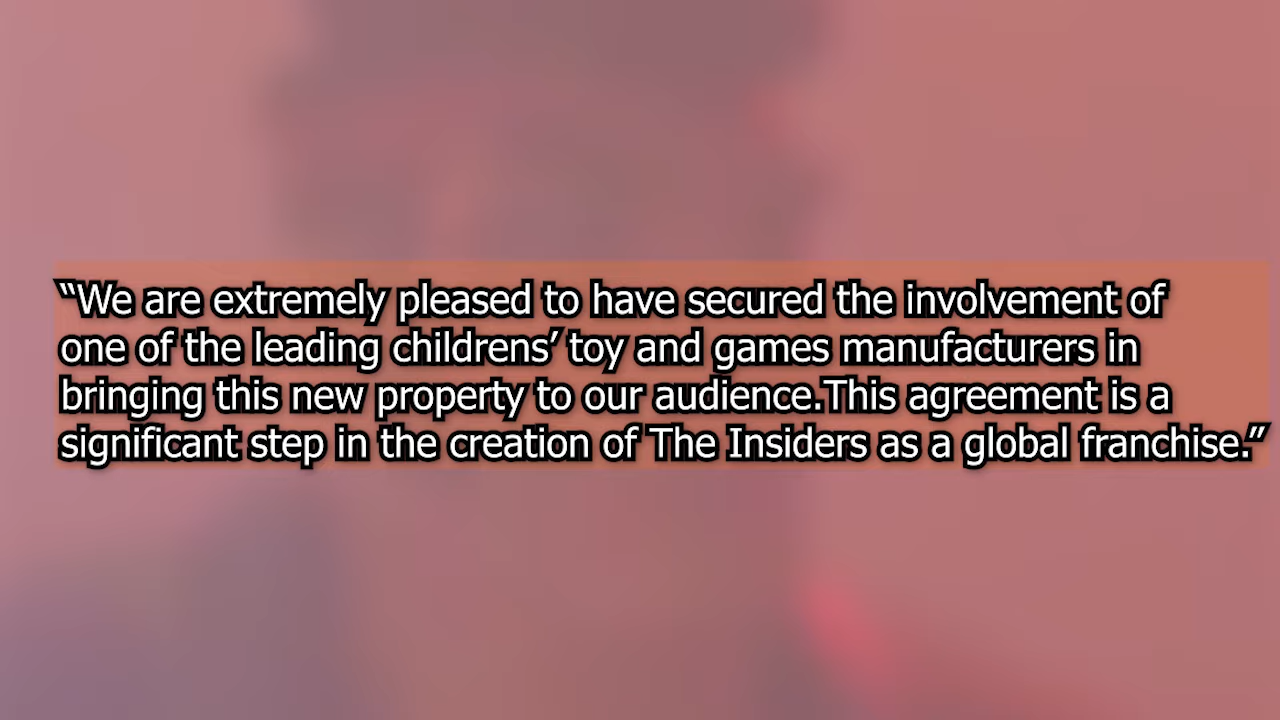 “We are extremely pleased to have secured the involvement of
one of the leading childrens’ toy and games manufacturers in
bringing this new property to our audience.This agreement is a
significant step in the creation of The Insiders as a global franchise.”